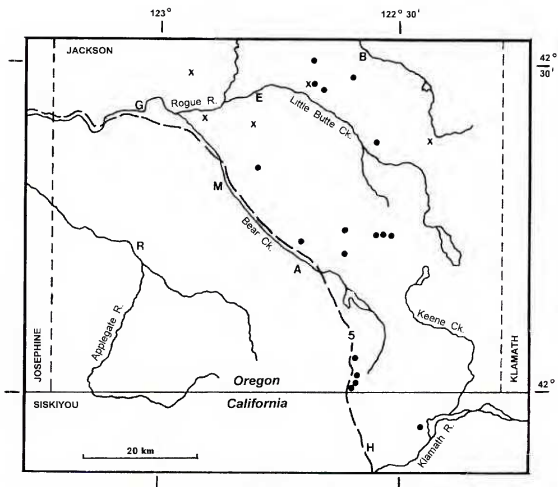 123°
122° 30'
42°
30'
JACKSON
B
x
x
G
Rogue R.
E
Little Butte Ck.
x
x
x
M
Bear Ck.
R
A
Applegate R.
5
Keene Ck.
JOSEPHINE
KLAMATH
Oregon
42°
SISKIYOU
California
20 km
H
Klamath R.